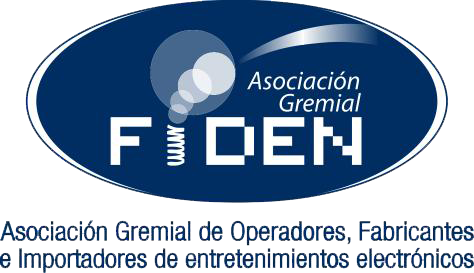 Asociación
Gremial
FIDEN
Asociación Gremial de Operadores, Fabricantes
e Importadores de entretenimientos electrónicos